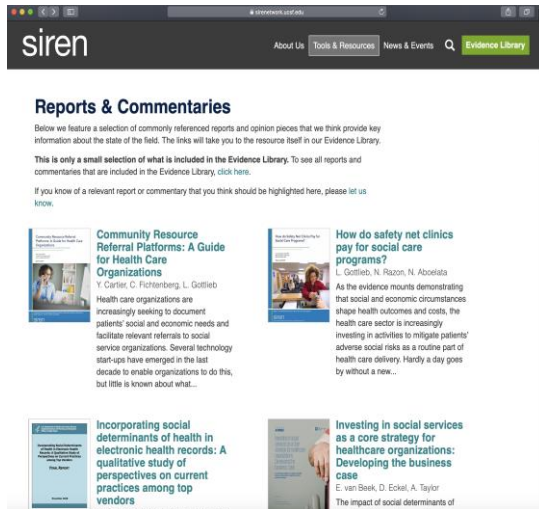 sirenetwork.ucsf.edu
siren
About Us Tools & Resources News & Events Evidence Library
Reports & Commentaries
Below we feature a selection of commonly referenced reports and opinion pieces that we think provide key
information about the state of the field. The links will take you to the resource itself in our Evidence Library.
This is only a small selection of what is included in the Evidence Library. To see all reports and
commentaries that are included in the Evidence Library, click here.
If you know of a relevant report or commentary that you think should be highlighted here, please let us
know.
Community Resource
Referral Platforms: A Guide
for Health Care
Organizations
Y. Cartier, C. Fichtenberg, L. Gottlieb
Health care organizations are
increasingly seeking to document
patients' social and economic needs and
facilitate relevant referrals to social
service organizations. Several technology
start-ups have emerged in the last
decade to enable organizations to do this,
but little is known about what...
How do safety net clinics
pay for social care
programs?
L. Gottlieb, N. Razon, N. Aboelata
As the evidence mounts demonstrating
that social and economic circumstances
shape health outcomes and costs, the
health care sector is increasingly
investing in activities to mitigate patients'
adverse social risks as a routine part of
health care delivery. Hardly a day goes
by without a new...
Incorporating social
determinants of health in
electronic health records: A
qualitative study of
perspectives on current
practices among top
vendors
Investing in social services
as a core strategy for
healthcare organizations:
Developing the business
case
E. van Beek, D. Eckel, A. Taylor
The impact of social determinants of